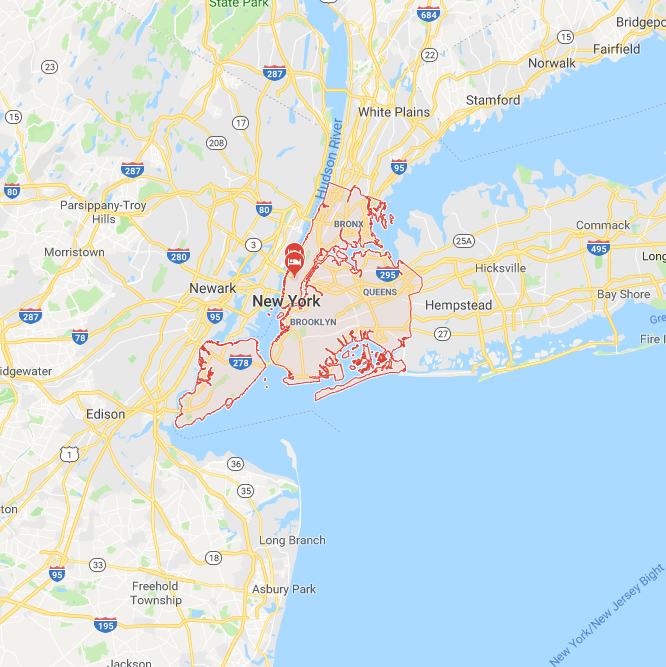 State Park
684
Bridgepo
15
Fairfield
23
287
22
Norwalk
Stamford
White Plains
15
17
208
Hudson River
95
287
80
Parsippany-Troy
Hills
80
BRONX
Commack
3
25A
495
Morristown
280
Hicksville
Long
295
Newark
QUEENS
Bay Shore
New York
Hempstead
287
95
BROOKLYN
Gre
78
27
Fire I
278
ridgewater
Edison
1
36
35
ton
Long Branch
18
33
95
Freehold
Township
Asbury Park
New York/New Jersey Bight
195
Jackson